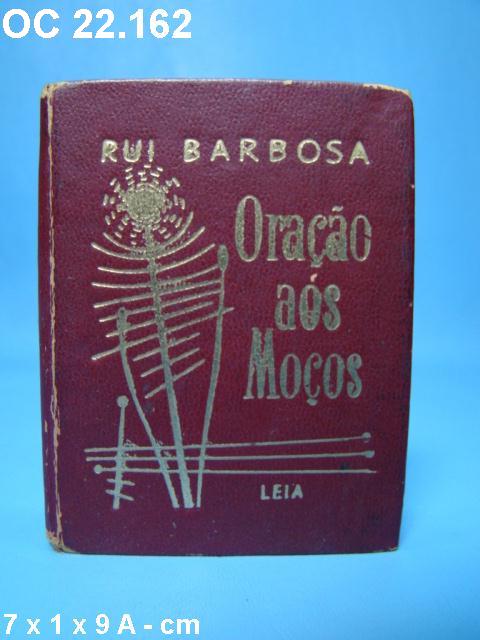 OC 22.162
RUI BARBOSA
Oração
aos
Moços
LEIA
7 x 1 x 9 A - cm